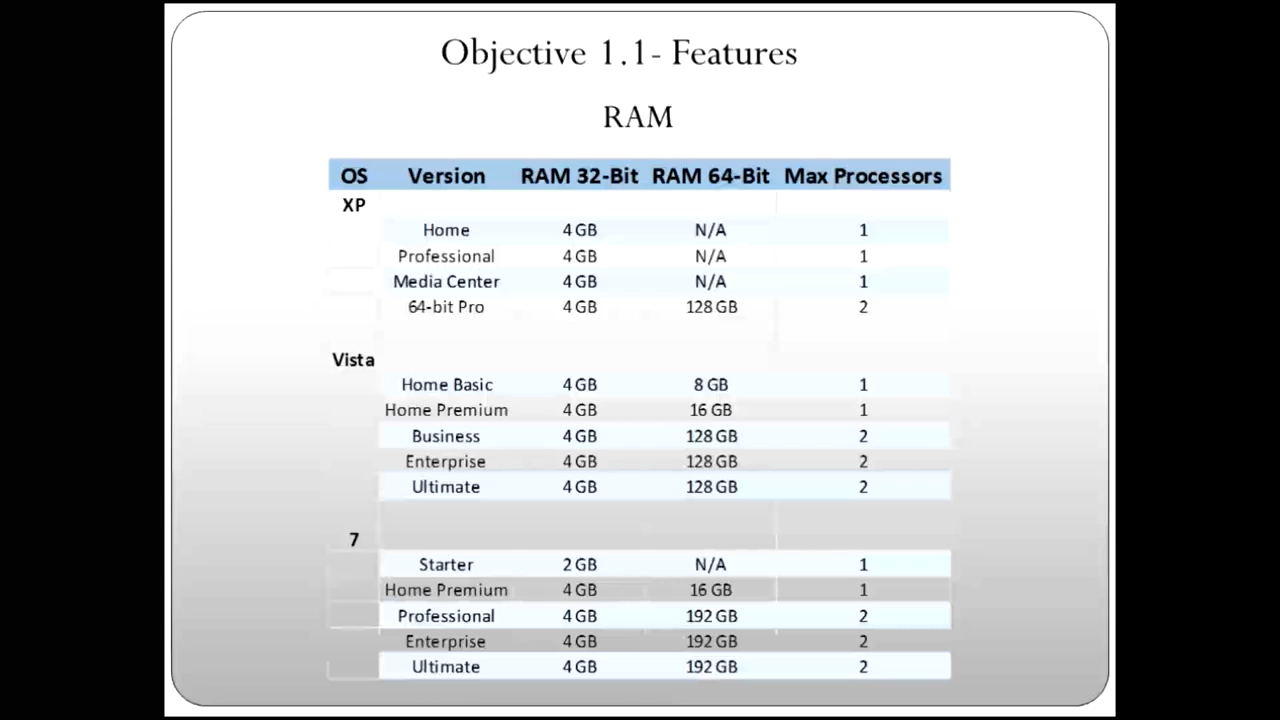 Objective 1.1- Features
RAM
OS Version RAM 32-Bit RAM 64-Bit Max Processors
XP
Home 4 GB N/A 1
Professional 4 GB N/A 1
Media Center 4 GB N/A 1
64-bit Pro 4 GB 128 GB 2
Vista
Home Basic 4 GB 8 GB 1
Home Premium 4 GB 16 GB 1
Business 4 GB 128 GB 2
Enterprise 4 GB 128 GB 2
Ultimate 4 GB 128 GB 2
7
Starter 2 GB N/A 1
Home Premium 4 GB 16 GB 1
Professional 4 GB 192 GB 2
Enterprise 4 GB 192 GB 2
Ultimate 4 GB 192 GB 2